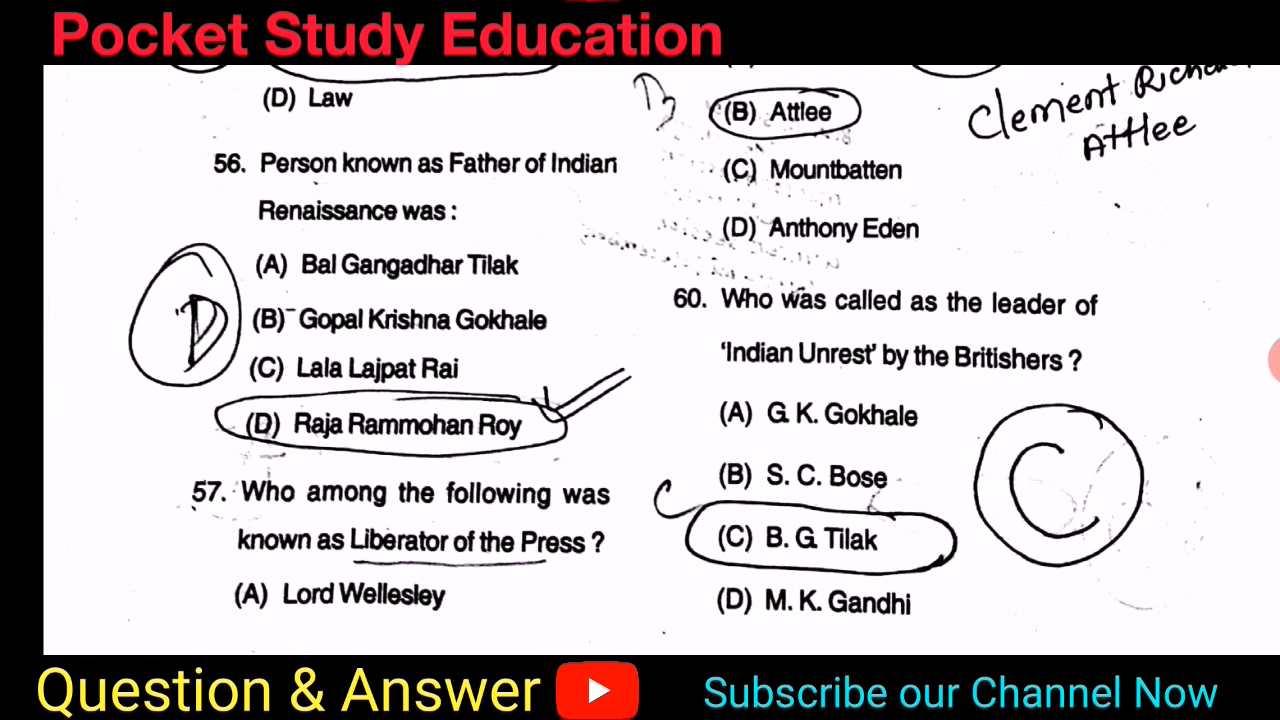 Pocket Study Education
(D) Law
56. Person known as Father of Indian
Renaissance was :
(A) Bal Gangadhar Tilak
(B) Gopal Krishna Gokhale
(C) Lala Lajpat Rai
(D) Raja Rammohan Roy
D
57. Who among the following was
known as Liberator of the Press ?
(A) Lord Wellesley
B
(B) Attlee
Clement
Attlee
(C) Mountbatten
(D) Anthony Eden
60. Who was called as the leader of
‘Indian Unrest’ by the Britishers ?
(A) G. K. Gokhale
(B) S. C. Bose
C
(C) B. G. Tilak
C
(D) M. K. Gandhi
Question & Answer
Subscribe our Channel Now